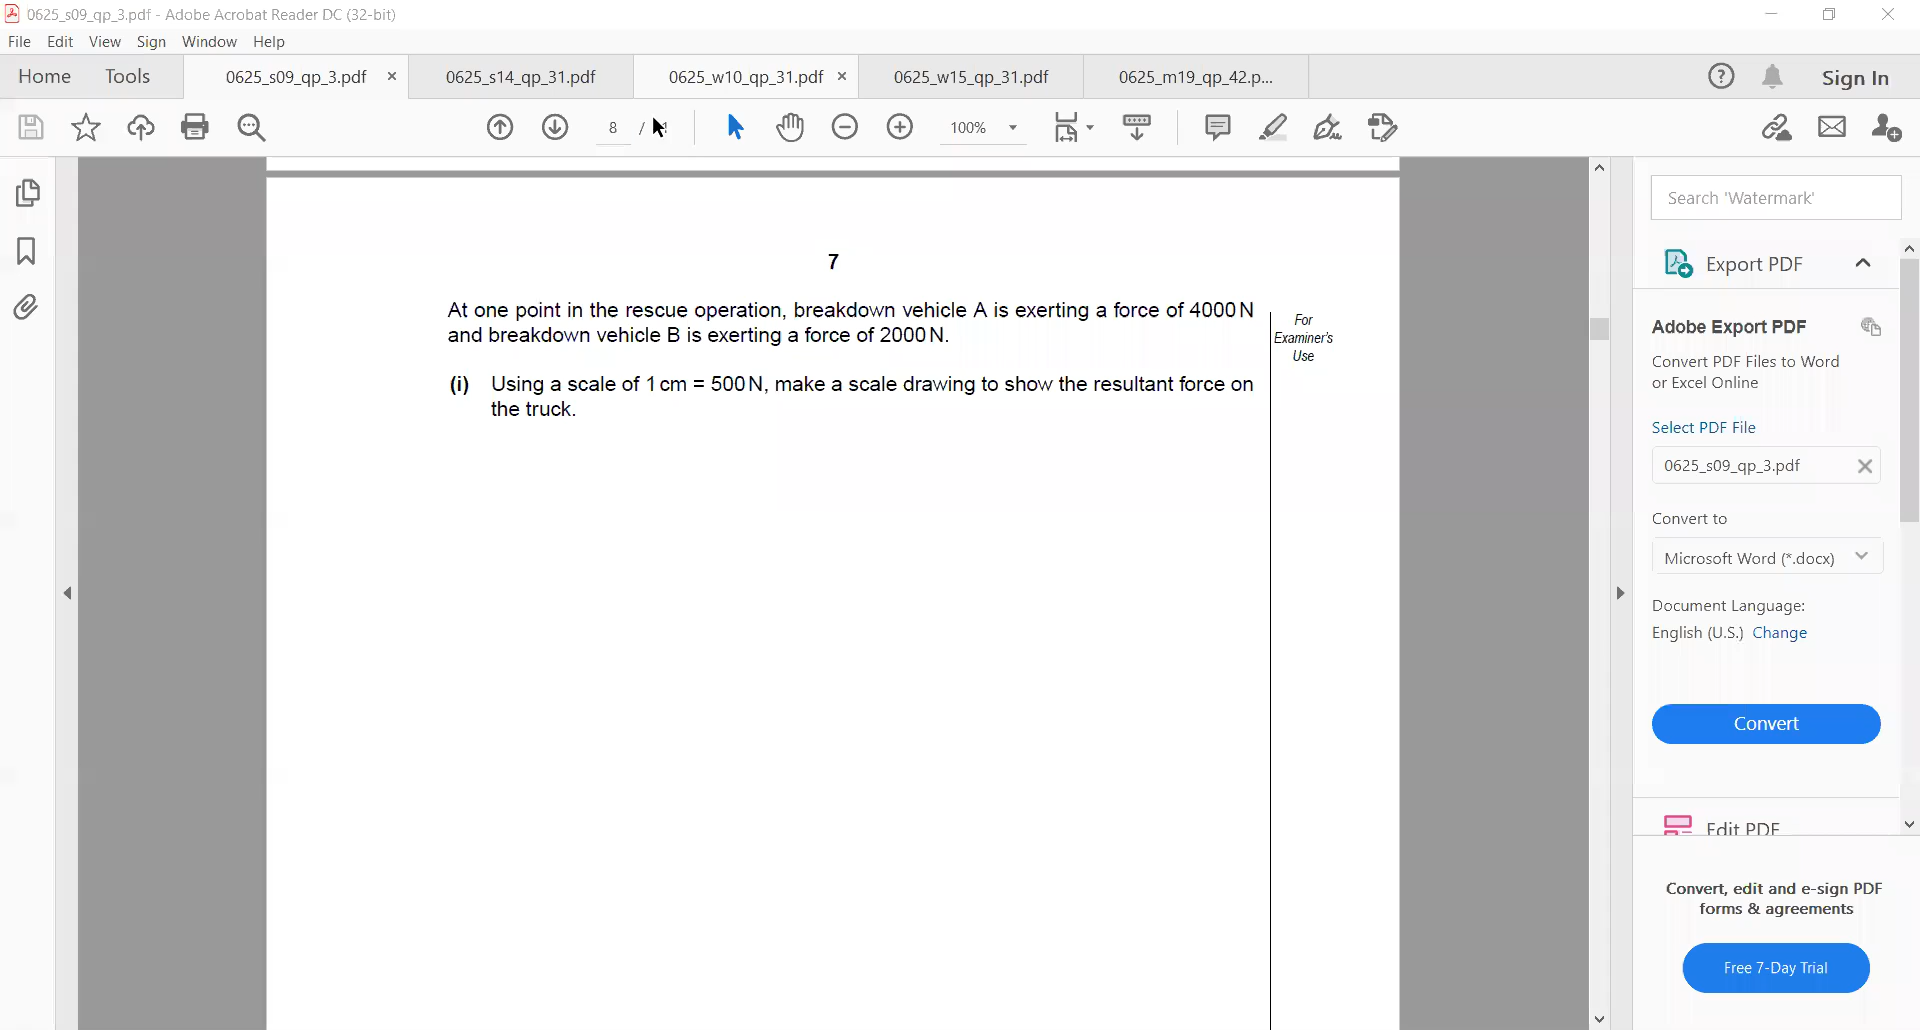 0625_s09_qp_3.pdf - Adobe Acrobat Reader DC (32-bit)
File Edit View Sign Window Help
Home Tools 0625_s09_qp_3.pdf 0625_s14_qp_31.pdf 0625_w10_qp_31.pdf 0625_w15_qp_31.pdf 0625_m19_qp_42.p... Sign In
8 / 100%
Search 'Watermark'
7
Export PDF
At one point in the rescue operation, breakdown vehicle A is exerting a force of 4000 N
and breakdown vehicle B is exerting a force of 2000 N.
For
Examiner's
Use
(i) Using a scale of 1 cm = 500 N, make a scale drawing to show the resultant force on
the truck.
Adobe Export PDF
Convert PDF Files to Word
or Excel Online
Select PDF File
0625_s09_qp_3.pdf
Convert to
Microsoft Word (*.docx)
Document Language:
English (U.S.) Change
Convert
Edit PDF
Convert, edit and e-sign PDF
forms & agreements
Free 7-Day Trial